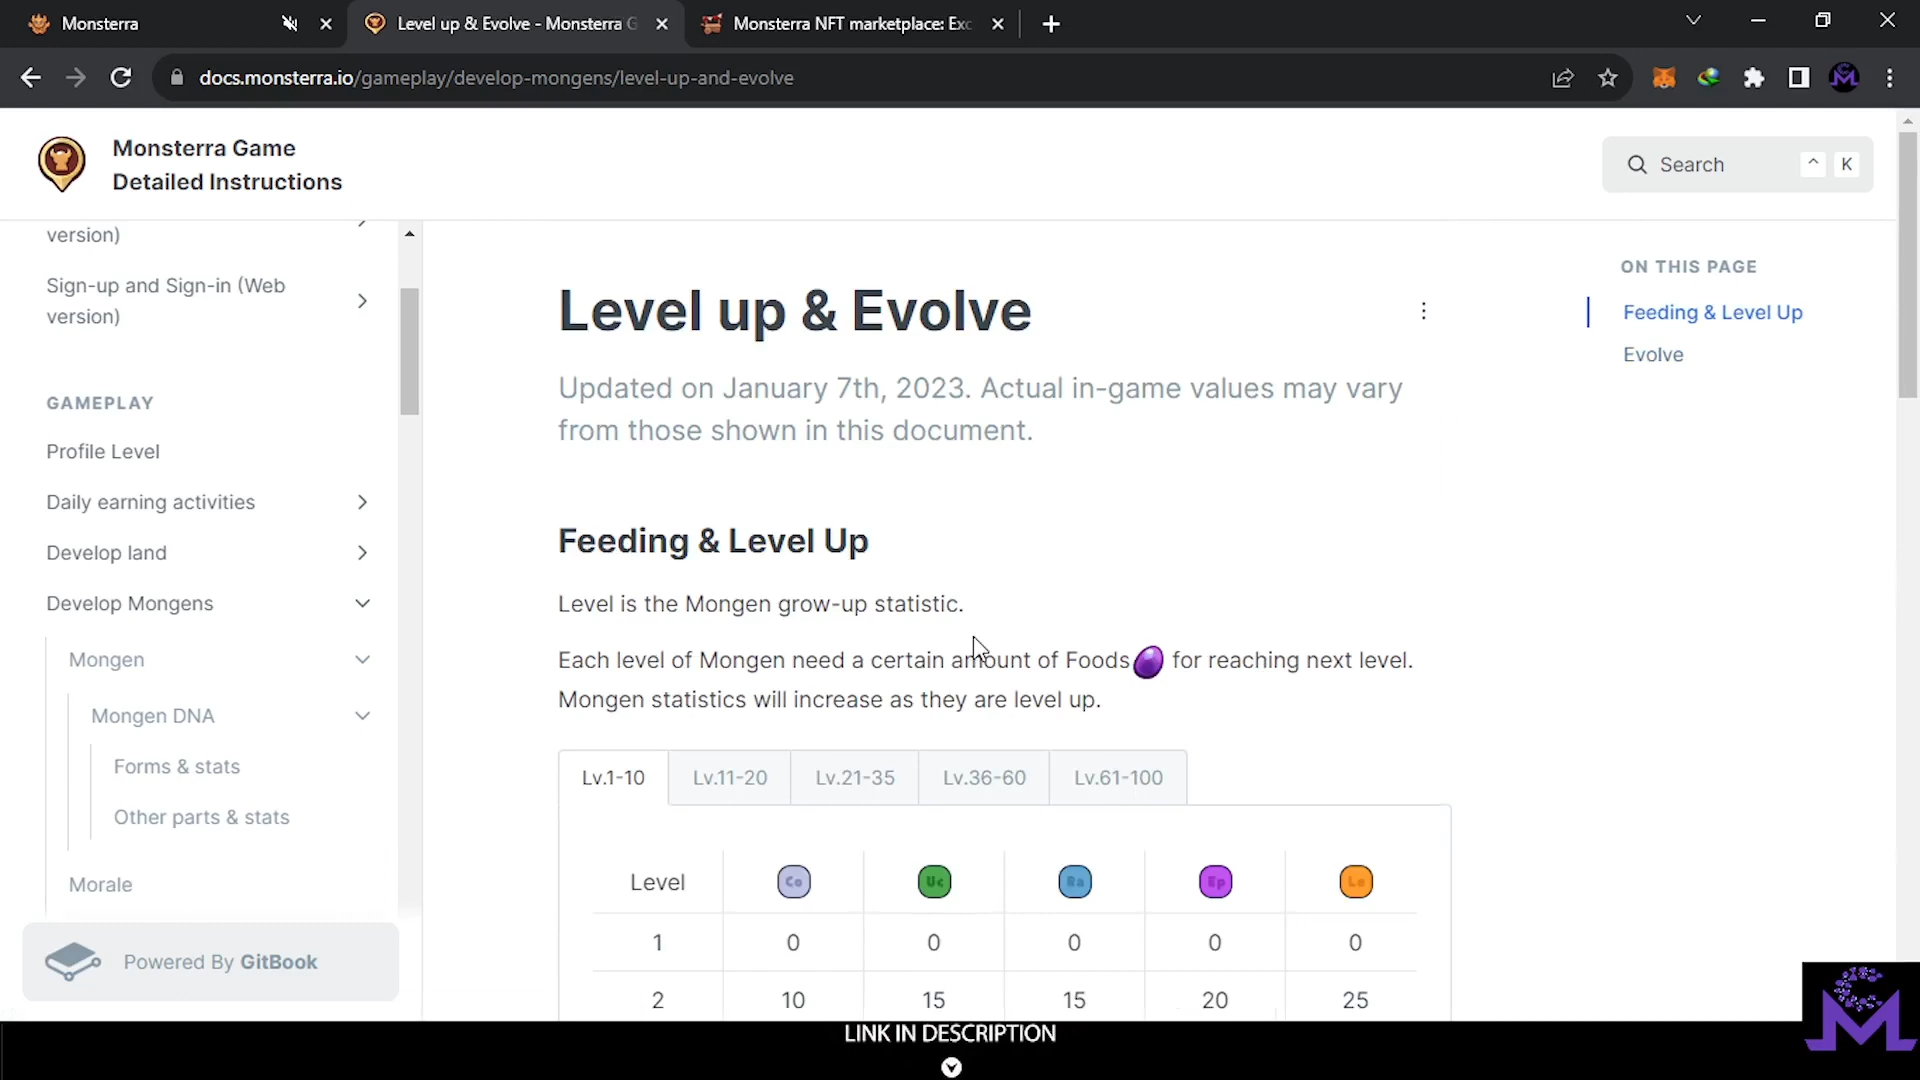 Monsterra
Level up & Evolve - Monsterra G
Monsterra NFT marketplace: Exc
docs.monsterra.io/gameplay/develop-mongens/level-up-and-evolve
Monsterra Game
Detailed Instructions
Search
^ K
version)
Sign-up and Sign-in (Web
version)
GAMEPLAY
Profile Level
Daily earning activities
Develop land
Develop Mongens
Mongen
Mongen DNA
Forms & stats
Other parts & stats
Morale
Powered By GitBook
Level up & Evolve
Updated on January 7th, 2023. Actual in-game values may vary
from those shown in this document.
Feeding & Level Up
Level is the Mongen grow-up statistic.
Each level of Mongen need a certain amount of Foods for reaching next level.
Mongen statistics will increase as they are level up.
Lv.1-10 Lv.11-20 Lv.21-35 Lv.36-60 Lv.61-100
Level Co Uc Ra Ep Le
1 0 0 0 0 0
2 10 15 15 20 25
ON THIS PAGE
Feeding & Level Up
Evolve
LINK IN DESCRIPTION